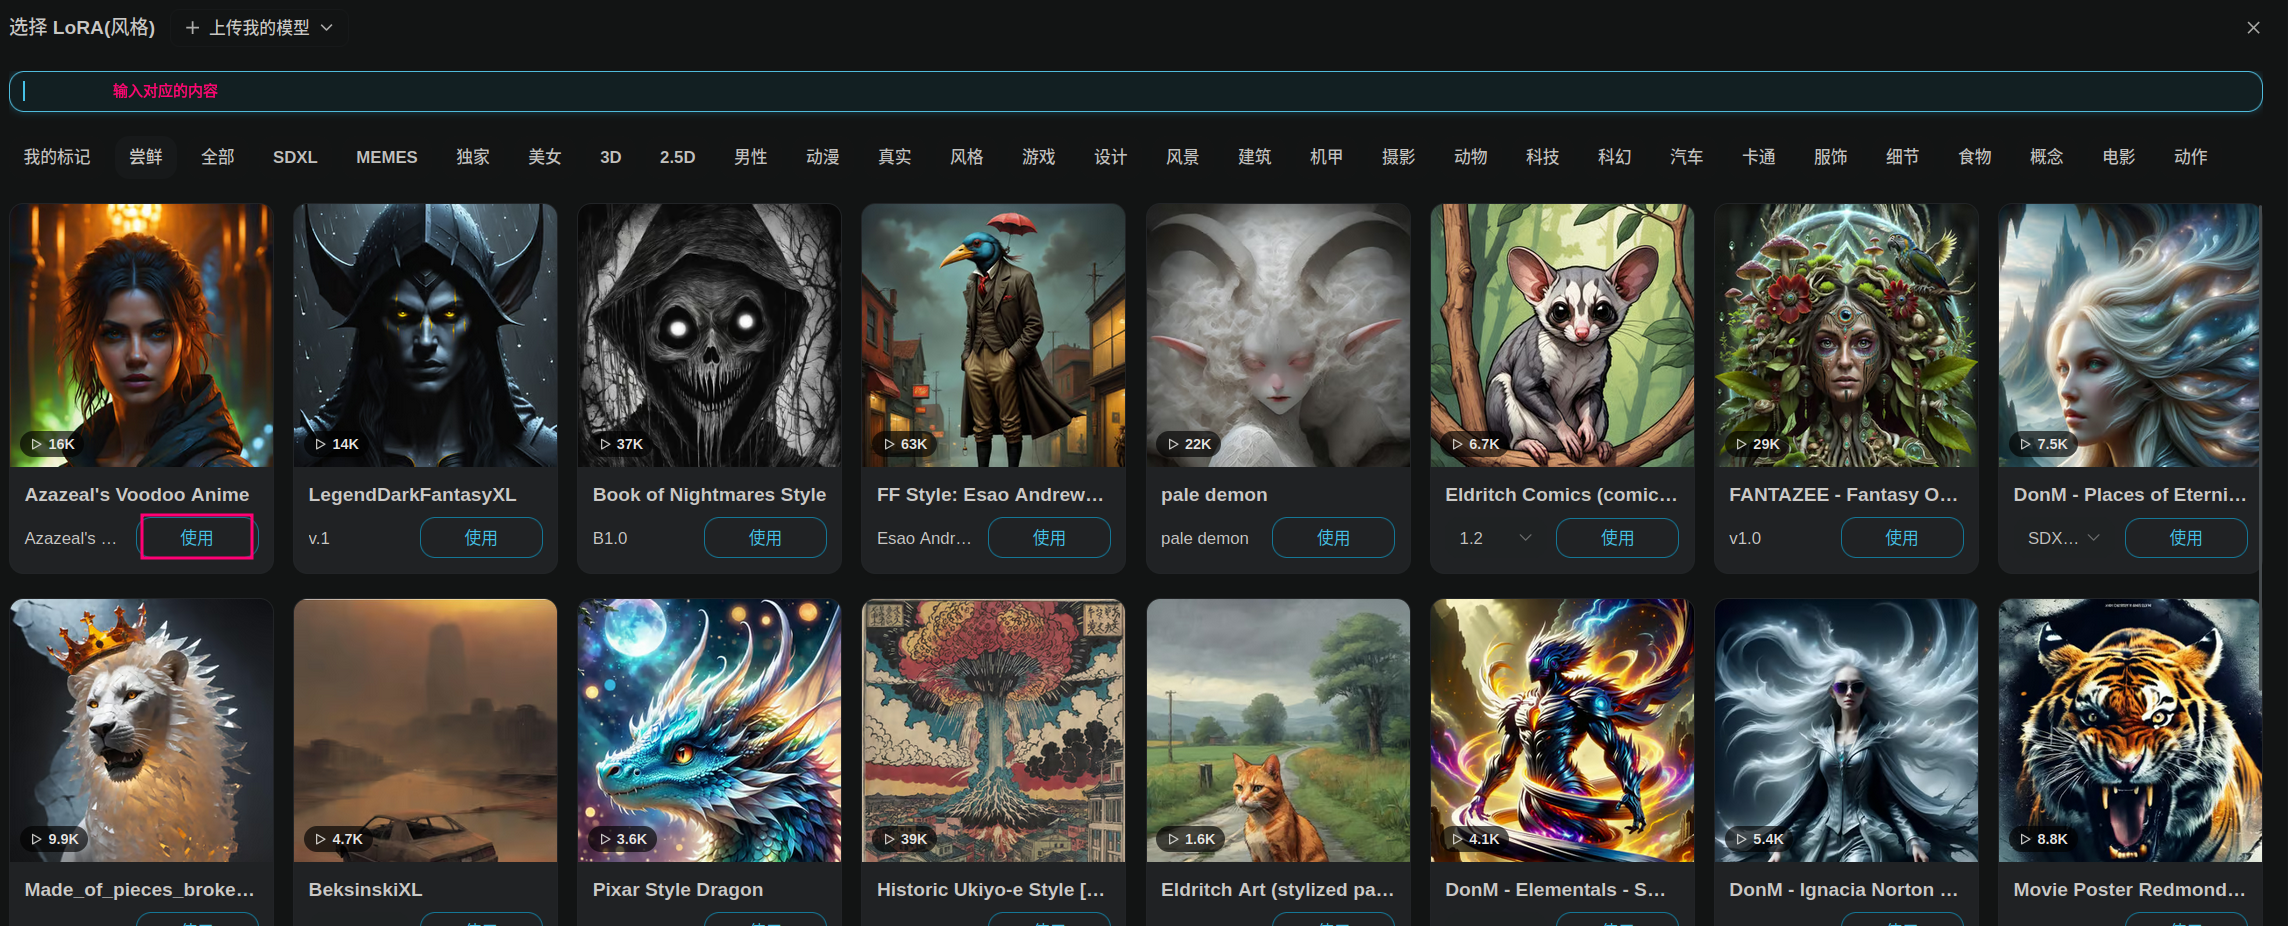 选择 LoRA(风格) 上传我的模型
输入对应的内容
我的标记 尝鲜 全部 SDXL MEMES 独家 美女 3D 2.5D 男性 动漫 真实 风格 游戏 设计 风景 建筑 机甲 摄影 动物 科技 科幻 汽车 卡通 服饰 细节 食物 概念 电影 动作
16K 14K 37K 63K 22K 6.7K 29K 7.5K
Azazeal's Voodoo Anime LegendDarkFantasyXL Book of Nightmares Style FF Style: Esao Andrew... pale demon Eldritch Comics (comic... FANTAZEE - Fantasy O... DonM - Places of Eterni...
Azazeal's ... 使用 v.1 使用 B1.0 使用 Esao Andr... 使用 pale demon 使用 1.2 使用 v1.0 使用 SDX... 使用
9.9K 4.7K 3.6K 39K 1.6K 4.1K 5.4K 8.8K
Made_of_pieces_broke... BeksinskiXL Pixar Style Dragon Historic Ukiyo-e Style [... Eldritch Art (stylized pa... DonM - Elementals - S... DonM - Ignacia Norton ... Movie Poster Redmond...